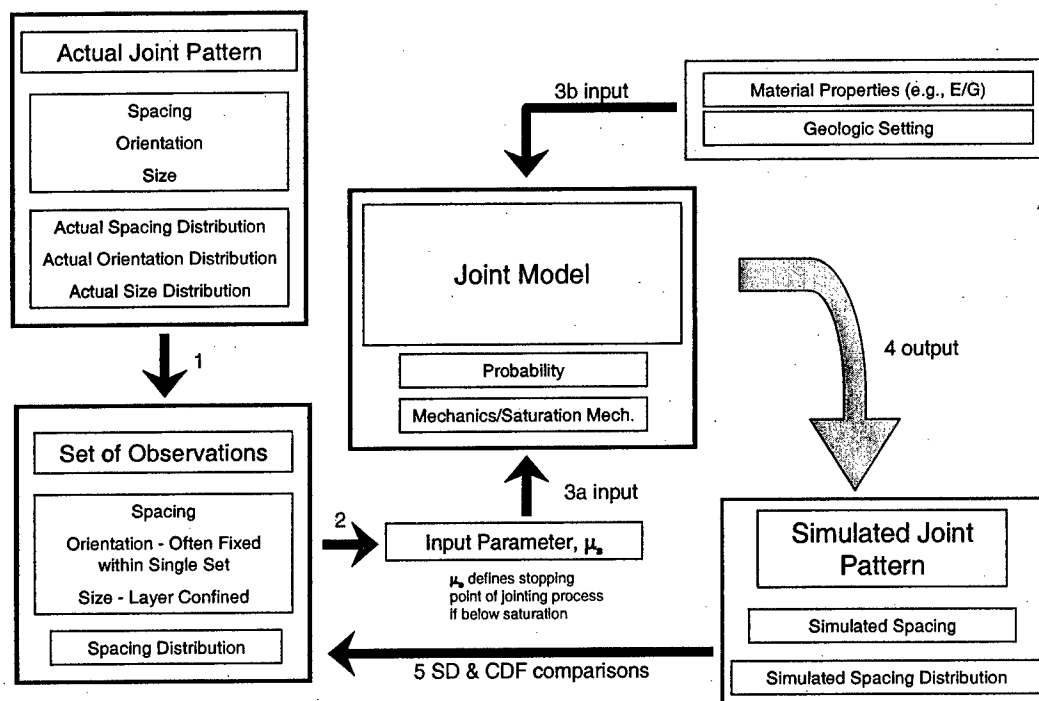 Actual Joint Pattern
Spacing
Orientation
Size
Actual Spacing Distribution
Actual Orientation Distribution
Actual Size Distribution
1
Set of Observations
Spacing
Orientation - Often Fixed
within Single Set
Size - Layer Confined
Spacing Distribution
2
Input Parameter, μs
μs defines stopping
point of jointing process
if below saturation
3a input
3b input
Material Properties (e.g., E/G)
Geologic Setting
Joint Model
Probability
Mechanics/Saturation Mech.
4 output
Simulated Joint
Pattern
Simulated Spacing
Simulated Spacing Distribution
5 SD & CDF comparisons